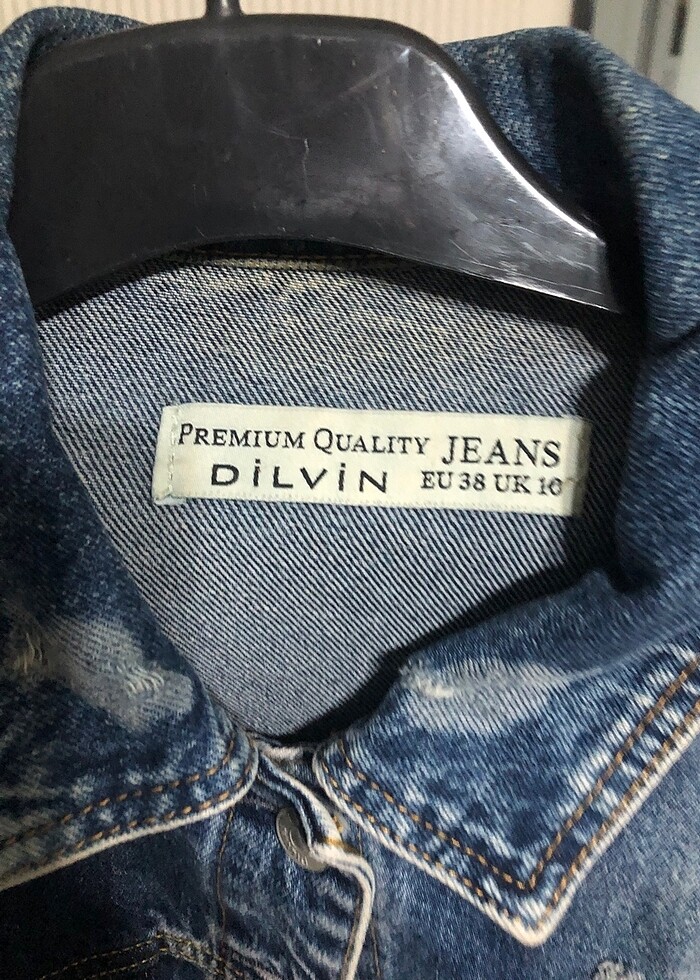 PREMIUM QUALITY JEANS
DİLVİN EU 38 UK 10